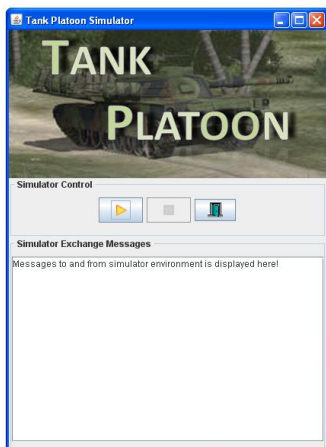 Tank Platoon Simulator
TANK
PLATOON
Simulator Control
Simulator Exchange Messages
Messages to and from simulator environment is displayed here!